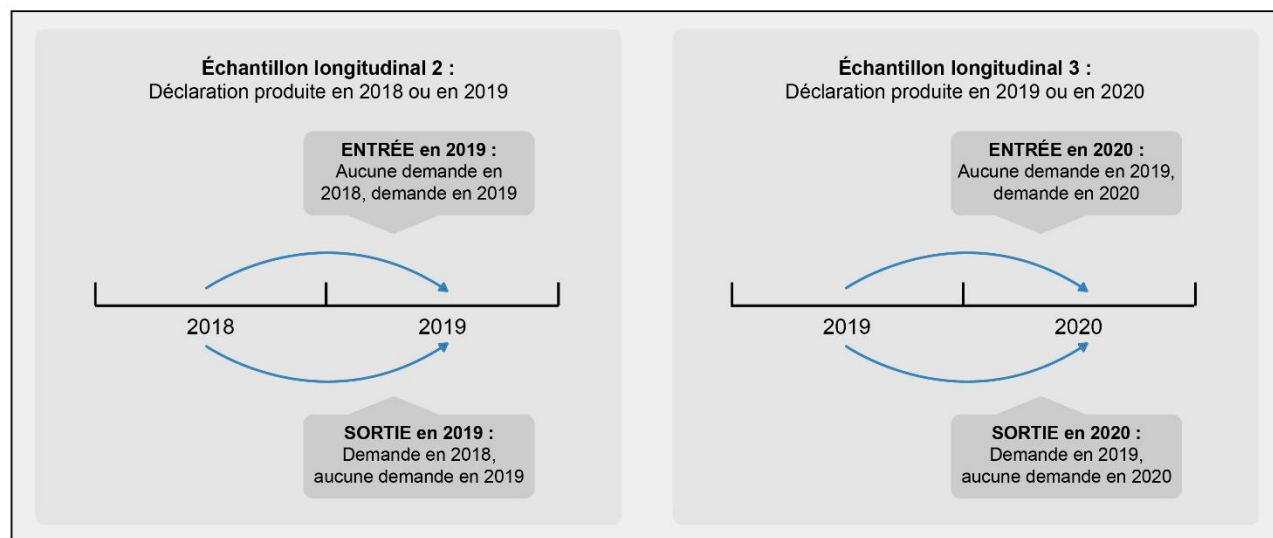 Échantillon longitudinal 2 :
Déclaration produite en 2018 ou en 2019
ENTRÉE en 2019 :
Aucune demande en
2018, demande en 2019
2018
2019
SORTIE en 2019 :
Demande en 2018,
aucune demande en 2019
Échantillon longitudinal 3 :
Déclaration produite en 2019 ou en 2020
ENTRÉE en 2020 :
Aucune demande en 2019,
demande en 2020
2019
2020
SORTIE en 2020 :
Demande en 2019,
aucune demande en 2020